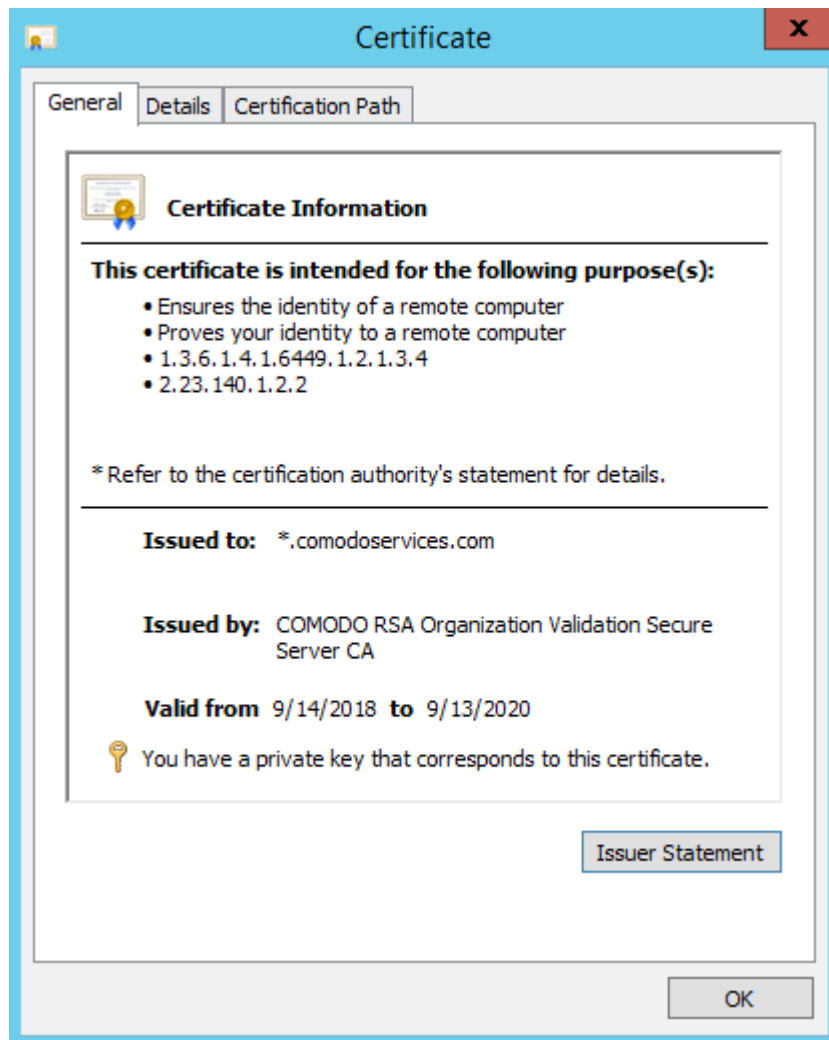 Certificate
x
General
Details
Certification Path
Certificate Information
This certificate is intended for the following purpose(s):
• Ensures the identity of a remote computer
• Proves your identity to a remote computer
• 1.3.6.1.4.1.6449.1.2.1.3.4
• 2.23.140.1.2.2
* Refer to the certification authority's statement for details.
Issued to: *.comodoservices.com
Issued by: COMODO RSA Organization Validation Secure
Server CA
Valid from 9/14/2018 to 9/13/2020
You have a private key that corresponds to this certificate.
Issuer Statement
OK